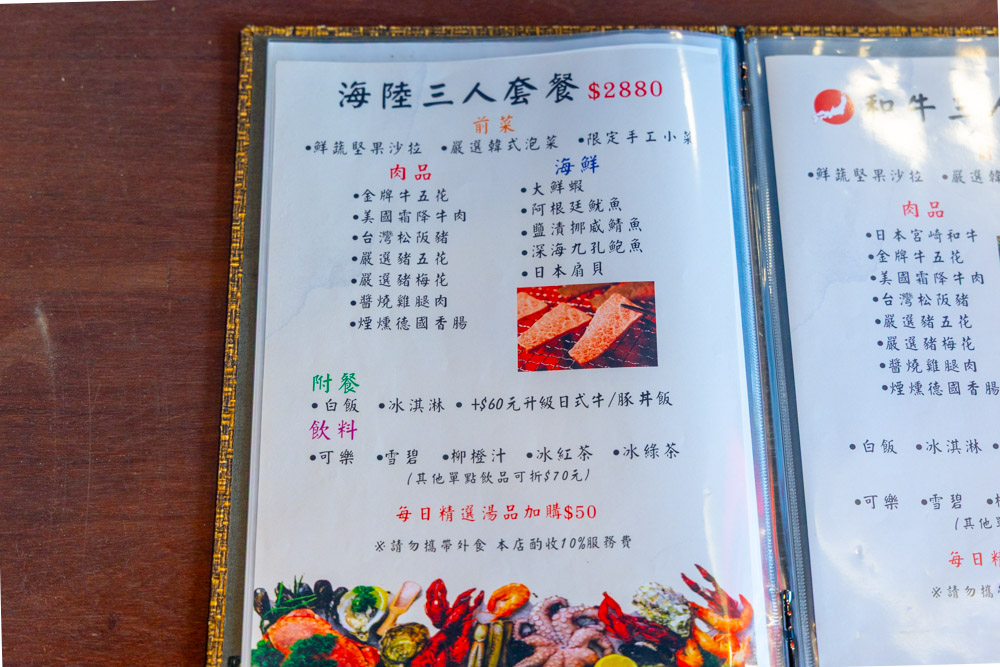 海陸三人套餐 $2880
前菜
•鮮蔬堅果沙拉 •嚴選韓式泡菜 •限定手工小菜
肉品
•金牌牛五花
•美國霜降牛肉
•台灣松阪豬
•嚴選豬五花
•嚴選豬梅花
•醬燒雞腿肉
•煙燻德國香腸
海鮮
•大鮮蝦
•阿根廷魷魚
•鹽漬挪威鯖魚
•深海九孔鮑魚
•日本扇貝
附餐
•白飯 •冰淇淋 •+$60元升級日式牛/豚丼飯
飲料
•可樂 •雪碧 •柳橙汁 •冰紅茶 •冰綠茶
(其他單點飲品可折$70元)
每日精選湯品加購$50
※請勿攜帶外食 本店酌收10%服務費
和牛三人
•鮮蔬堅果沙拉 •嚴選韓
肉品
•日本宮崎和牛
•金牌牛五花
•美國霜降牛肉
•台灣松阪豬
•嚴選豬五花
•嚴選豬梅花
•醬燒雞腿肉
•煙燻德國香腸
•白飯 •冰淇淋 •
•可樂 •雪碧 •
(其他單
每日精
※請勿攜